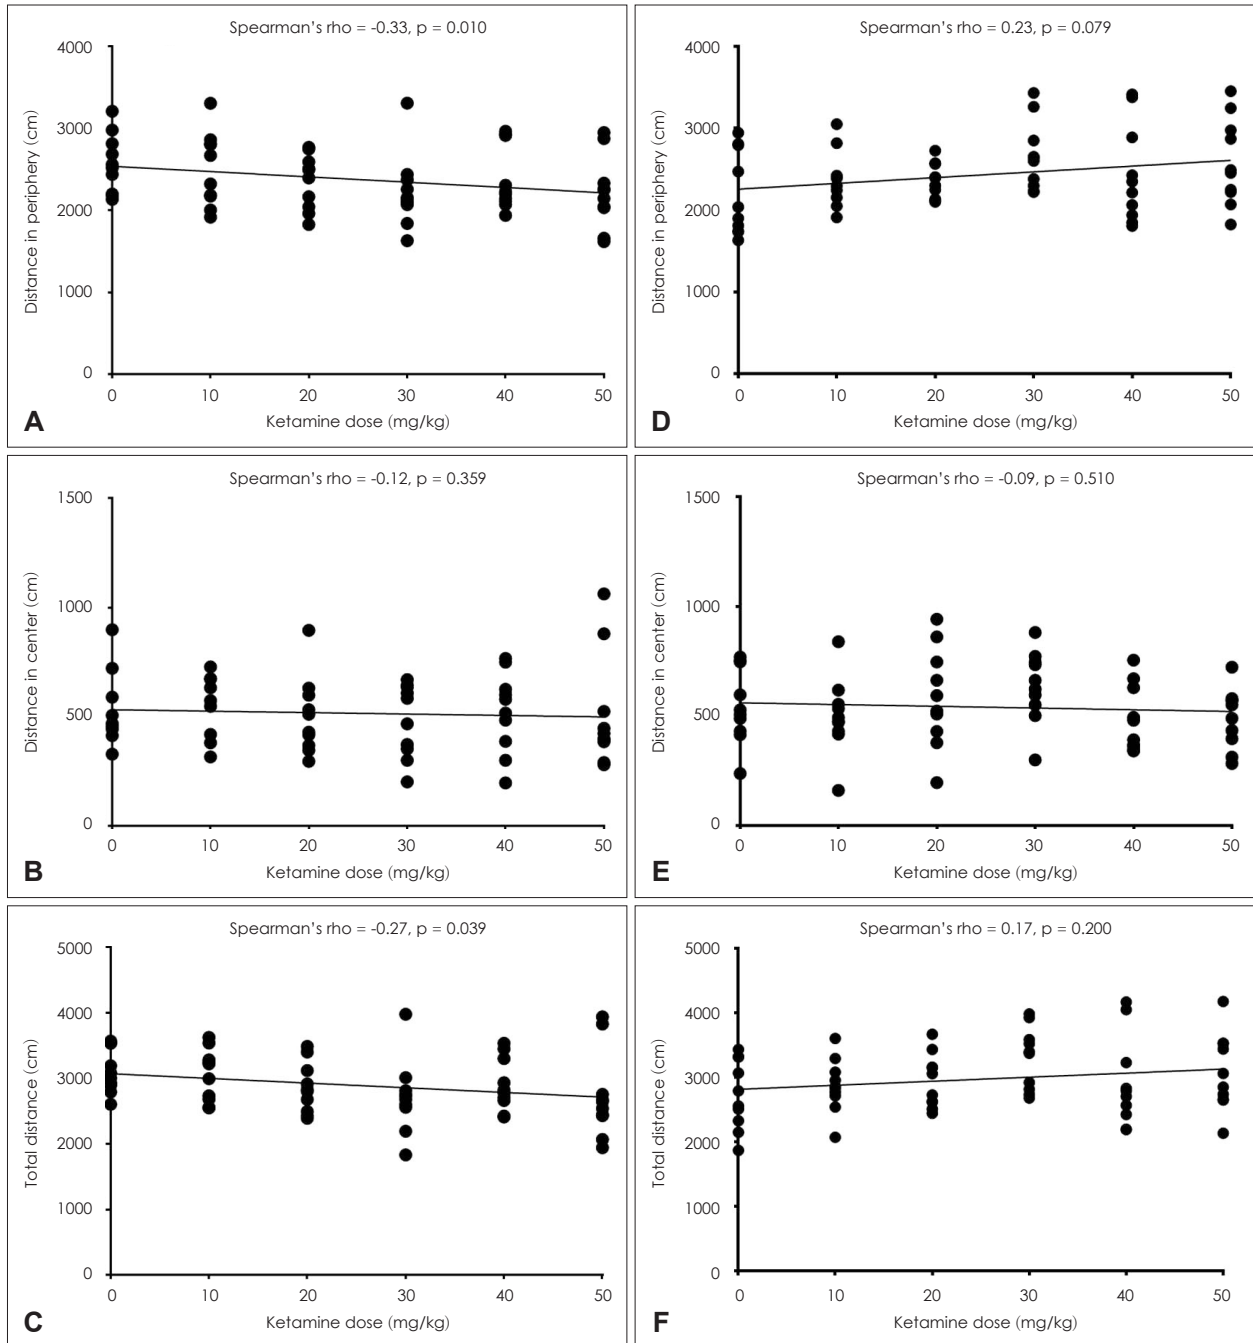 Spearman's rho = -0.33, p = 0.010
4000
3000
2000
1000
0
Distance in periphery (cm)
0 10 20 30 40 50
Ketamine dose (mg/kg)
A
Spearman's rho = 0.23, p = 0.079
4000
3000
2000
1000
0
Distance in periphery (cm)
0 10 20 30 40 50
Ketamine dose (mg/kg)
D
Spearman's rho = -0.12, p = 0.359
1500
1000
500
0
Distance in center (cm)
0 10 20 30 40 50
Ketamine dose (mg/kg)
B
Spearman's rho = -0.09, p = 0.510
1500
1000
500
0
Distance in center (cm)
0 10 20 30 40 50
Ketamine dose (mg/kg)
E
Spearman's rho = -0.27, p = 0.039
5000
4000
3000
2000
1000
0
Total distance (cm)
0 10 20 30 40 50
Ketamine dose (mg/kg)
C
Spearman's rho = 0.17, p = 0.200
5000
4000
3000
2000
1000
0
Total distance (cm)
0 10 20 30 40 50
Ketamine dose (mg/kg)
F